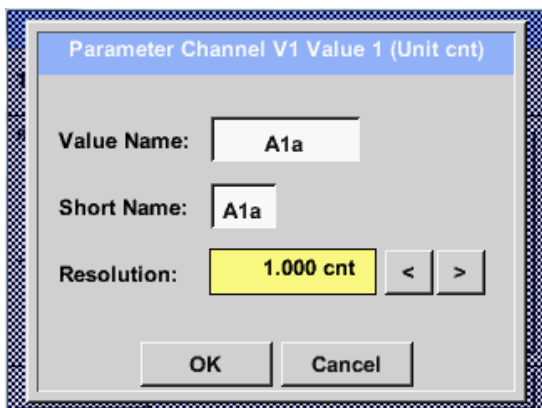 Parameter Channel V1 Value 1 (Unit cnt)
Value Name: A1a
Short Name: A1a
Resolution: 1.000 cnt < >
OK Cancel